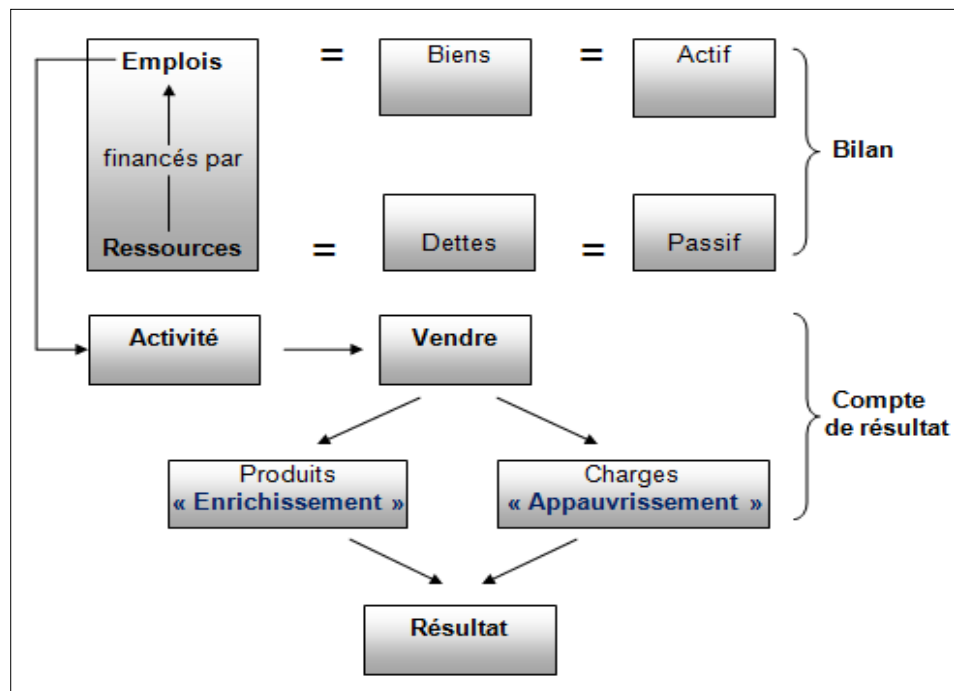 Emplois
=
Biens
=
Actif
financés par
Bilan
Ressources
=
Dettes
=
Passif
Activité
Vendre
Compte
de résultat
Produits
« Enrichissement »
Charges
« Appauvrissement »
Résultat